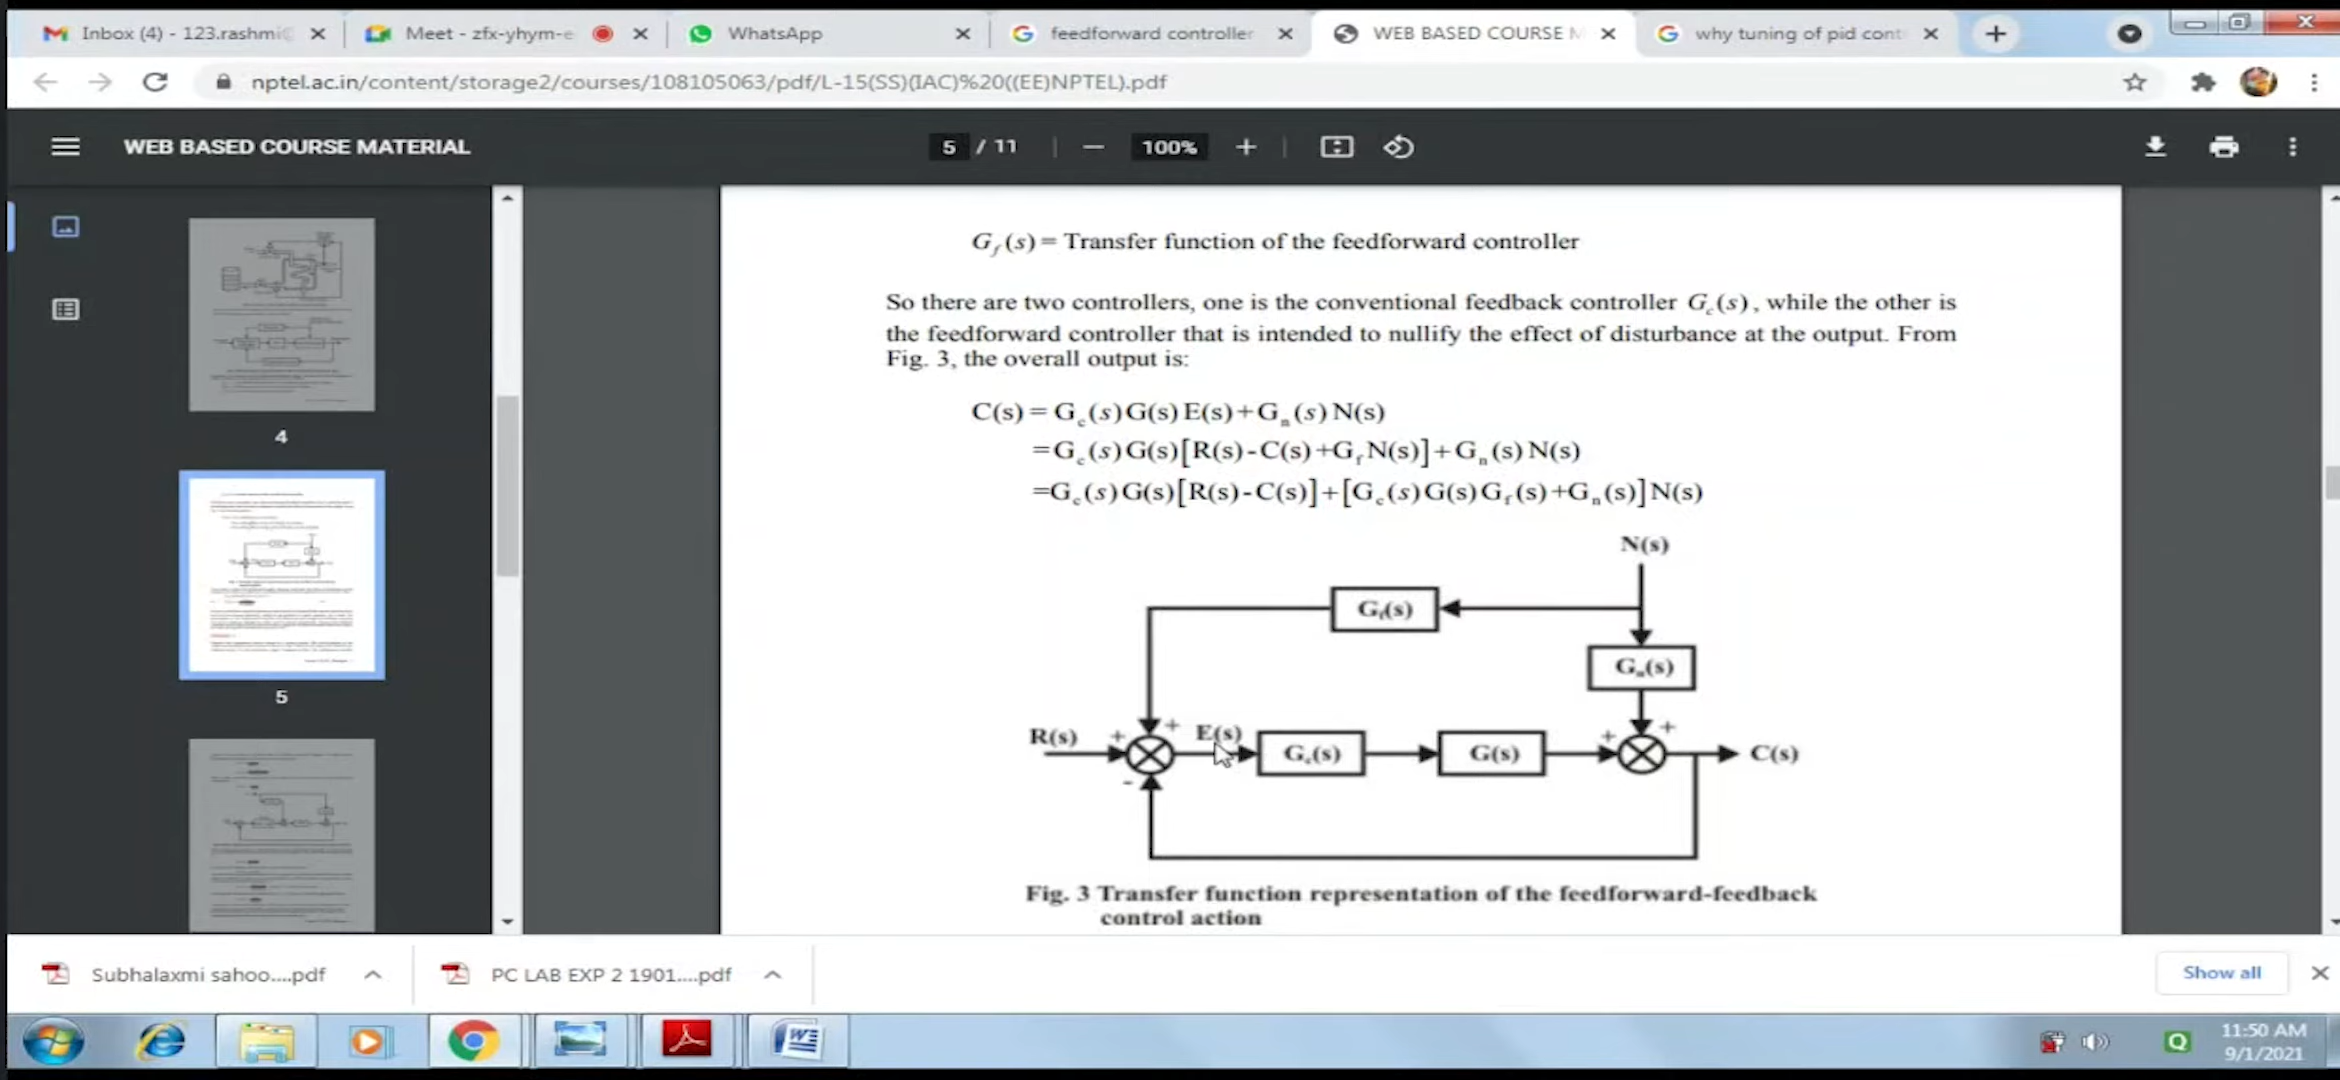 Inbox (4) - 123.rashmi
Meet - zfx-yhym-e
WhatsApp
feedforward controller
WEB BASED COURSE M
why tuning of pid cont
nptel.ac.in/content/storage2/courses/108105063/pdf/L-15(SS)(IAC)%20((EE)NPTEL).pdf
WEB BASED COURSE MATERIAL
5 / 11
100%
4
5
G_f(s) = Transfer function of the feedforward controller
So there are two controllers, one is the conventional feedback controller G_c(s), while the other is
the feedforward controller that is intended to nullify the effect of disturbance at the output. From
Fig. 3, the overall output is:
C(s) = G_c(s)G(s)E(s)+G_n(s)N(s)
=G_c(s)G(s)[R(s)-C(s)+G_fN(s)]+G_n(s)N(s)
=G_c(s)G(s)[R(s)-C(s)]+[G_c(s)G(s)G_f(s)+G_n(s)]N(s)
N(s)
G_f(s)
G_n(s)
R(s)
+
+
-
E(s)
G_c(s)
G(s)
+
+
C(s)
Fig. 3 Transfer function representation of the feedforward-feedback
control action
Subhalaxmi sahoo....pdf
PC LAB EXP 2 1901....pdf
Show all
11:50 AM
9/1/2021